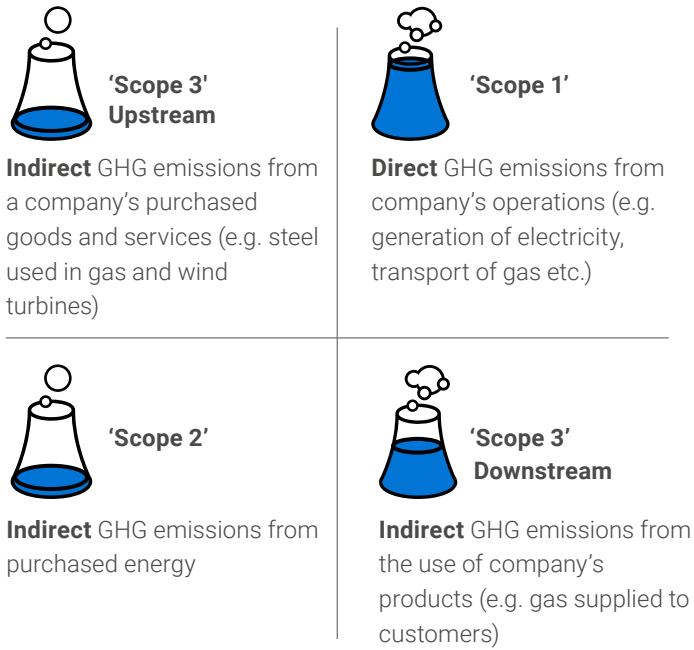 ‘Scope 3'
Upstream
Indirect GHG emissions from
a company’s purchased
goods and services (e.g. steel
used in gas and wind
turbines)
‘Scope 1’
Direct GHG emissions from
company’s operations (e.g.
generation of electricity,
transport of gas etc.)
‘Scope 2’
Indirect GHG emissions from
purchased energy
‘Scope 3’
Downstream
Indirect GHG emissions from
the use of company’s
products (e.g. gas supplied to
customers)